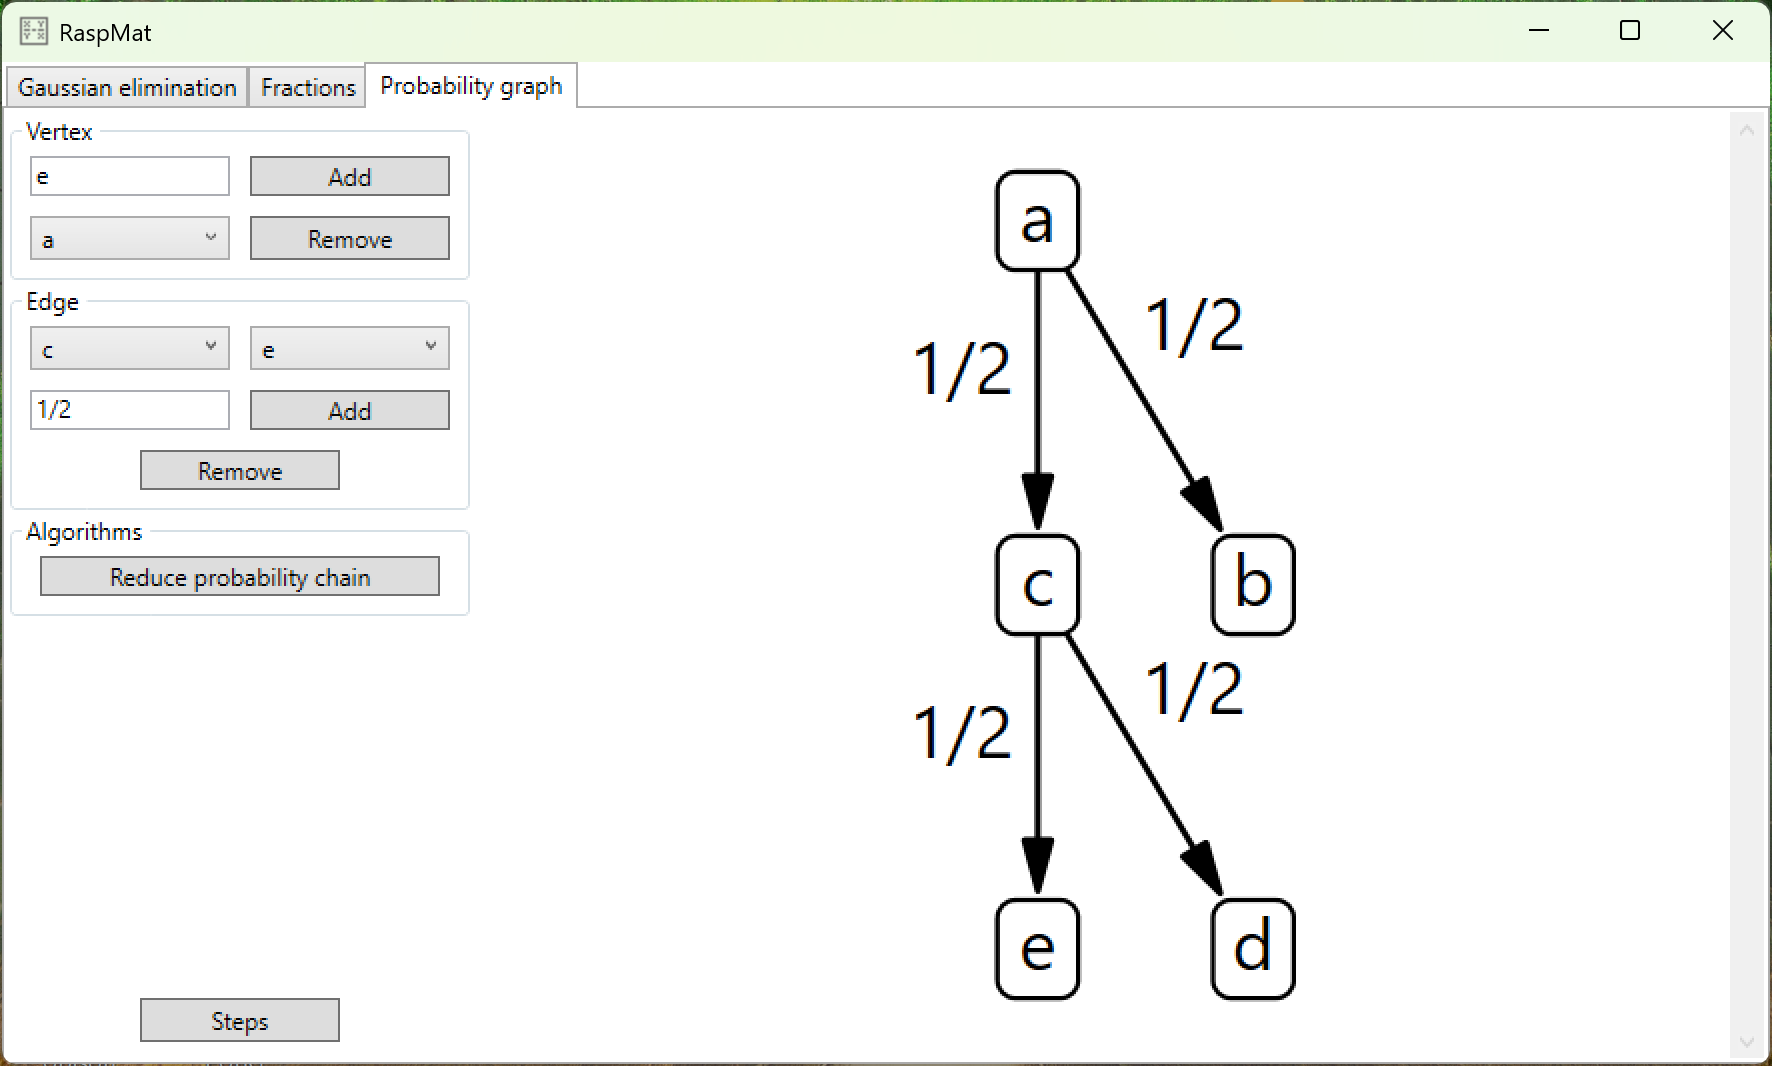 RaspMat
Gaussian elimination Fractions Probability graph
Vertex
e Add
a Remove
Edge
c e
1/2 Add
Remove
Algorithms
Reduce probability chain
Steps
a
1/2
1/2
c b
1/2
1/2
e d